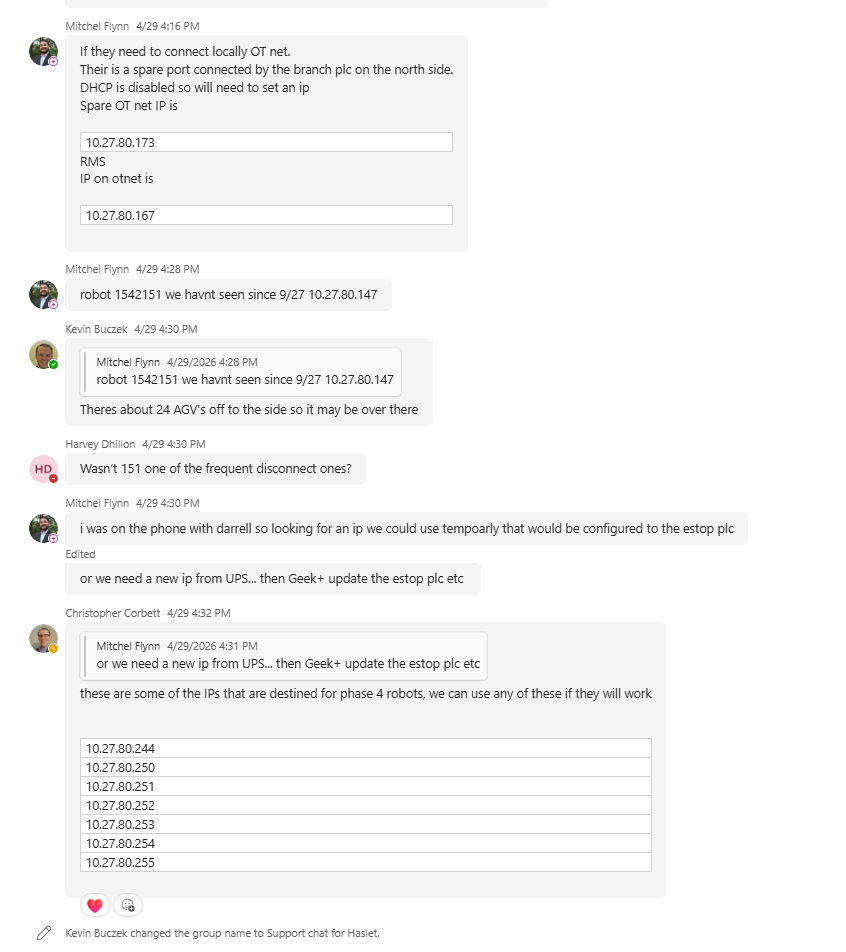 Mitchel Flynn 4/29 4:16 PM
If they need to connect locally OT net.
Their is a spare port connected by the branch plc on the north side.
DHCP is disabled so will need to set an ip
Spare OT net IP is
10.27.80.173
RMS
IP on otnet is
10.27.80.167
Mitchel Flynn 4/29 4:28 PM
robot 1542151 we havnt seen since 9/27 10.27.80.147
Kevin Buczek 4/29 4:30 PM
Mitchel Flynn 4/29/2026 4:28 PM
robot 1542151 we havnt seen since 9/27 10.27.80.147
Theres about 24 AGV's off to the side so it may be over there
Harvey Dhillon 4/29 4:30 PM
HD
Wasn't 151 one of the frequent disconnect ones?
Mitchel Flynn 4/29 4:30 PM
i was on the phone with darrell so looking for an ip we could use tempoarly that would be configured to the estop plc
Edited
or we need a new ip from UPS... then Geek+ update the estop plc etc
Christopher Corbett 4/29 4:32 PM
Mitchel Flynn 4/29/2026 4:31 PM
or we need a new ip from UPS... then Geek+ update the estop plc etc
these are some of the IPs that are destined for phase 4 robots, we can use any of these if they will work
10.27.80.244
10.27.80.250
10.27.80.251
10.27.80.252
10.27.80.253
10.27.80.254
10.27.80.255
Kevin Buczek changed the group name to Support chat for Haslet.